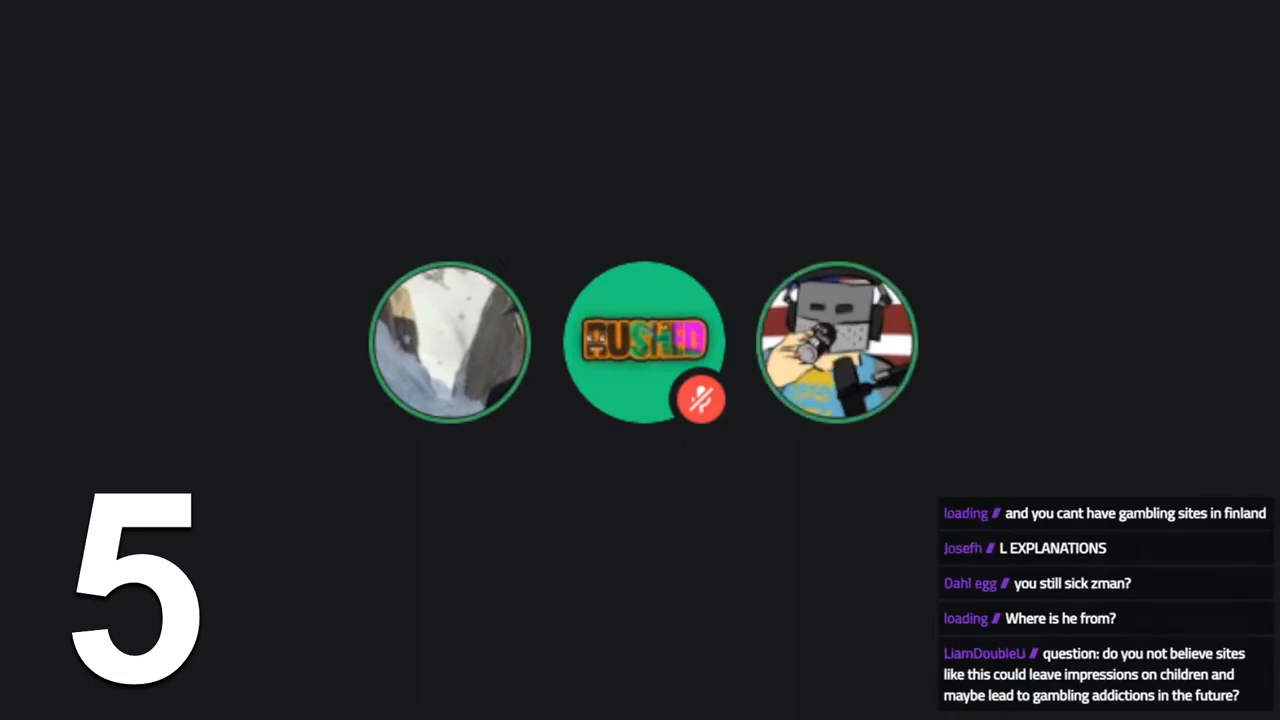 RUSHED
5
loading // and you cant have gambling sites in finland
Josefh // L EXPLANATIONS
Dahl egg // you still sick zman?
loading // Where is he from?
LiamDoubleU // question: do you not believe sites
like this could leave impressions on children and
maybe lead to gambling addictions in the future?